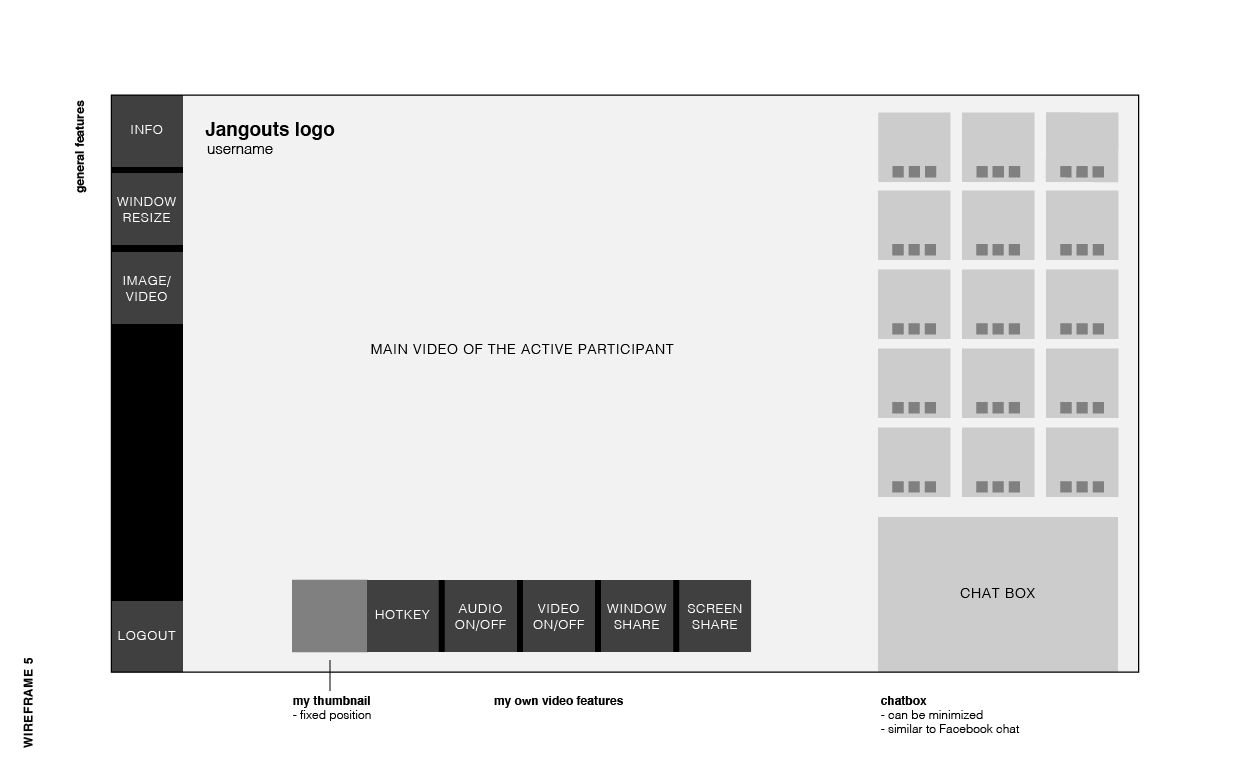 general features
INFO
WINDOW
RESIZE
IMAGE/
VIDEO
LOGOUT
Jangouts logo
username
MAIN VIDEO OF THE ACTIVE PARTICIPANT
HOTKEY
AUDIO
ON/OFF
VIDEO
ON/OFF
WINDOW
SHARE
SCREEN
SHARE
CHAT BOX
my thumbnail
- fixed position
my own video features
chatbox
- can be minimized
- similar to Facebook chat
WIREFRAME 5